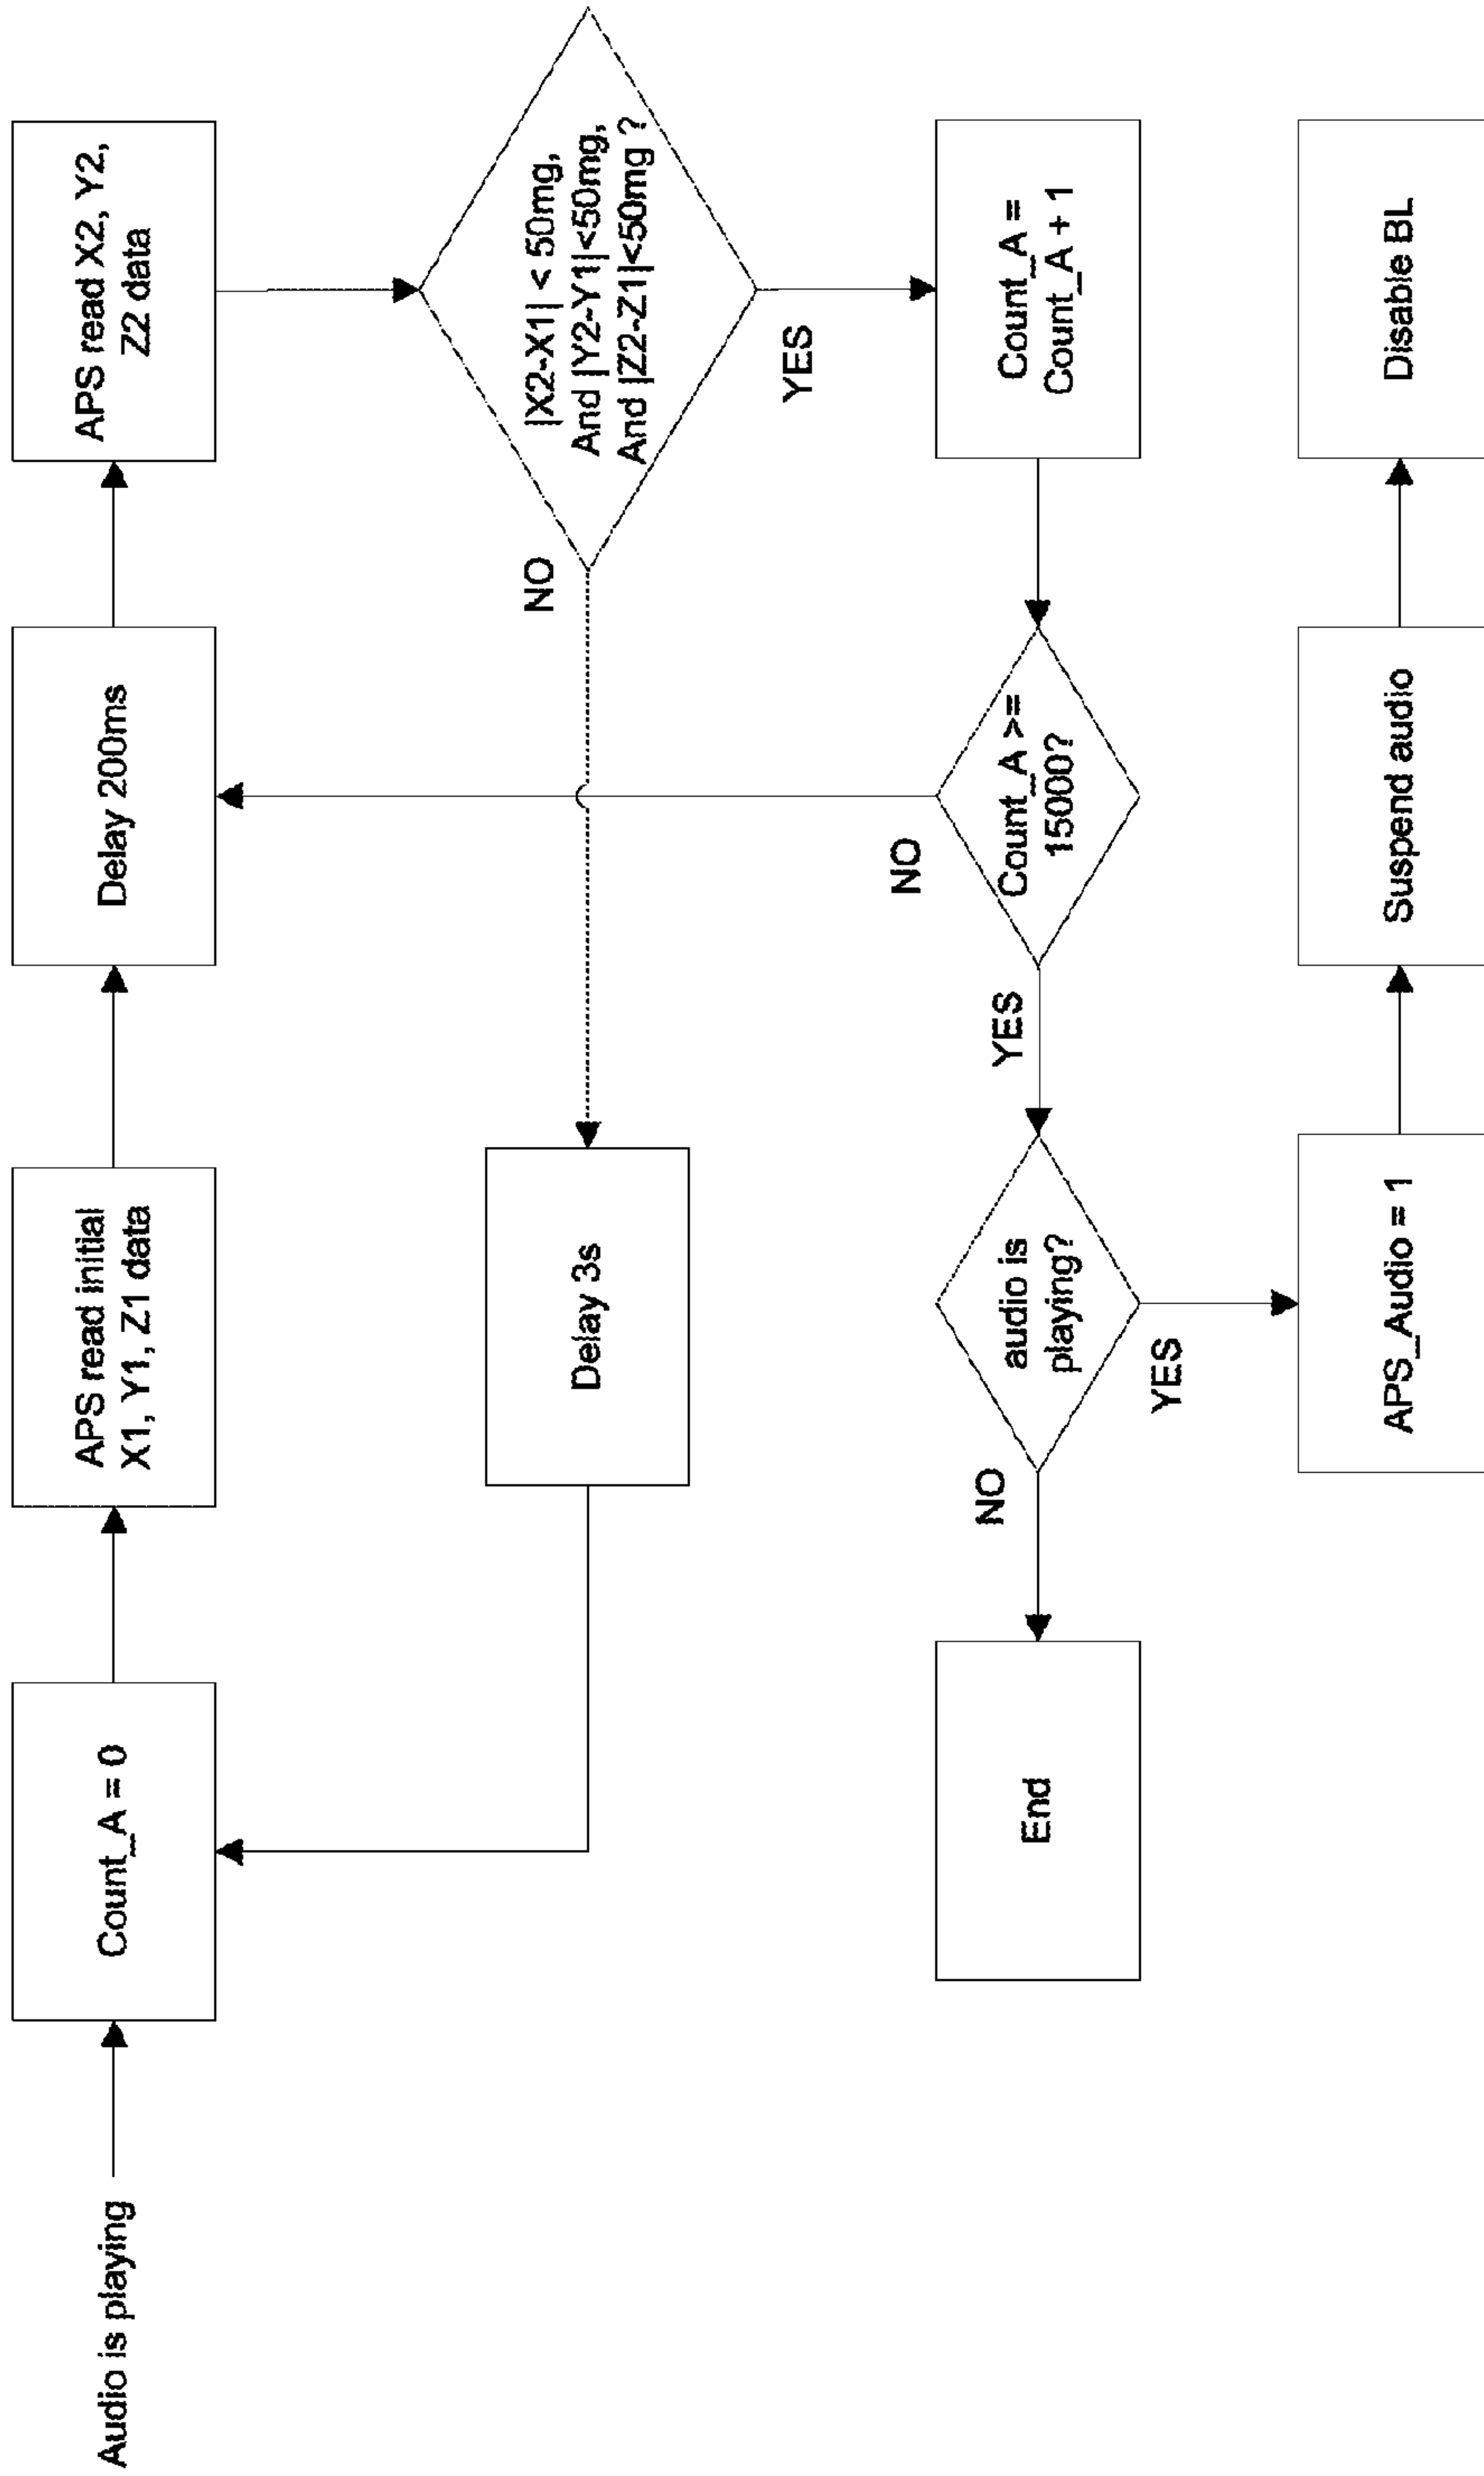 Audio is playing
Count_A = 0
APS read initial
X1, Y1, Z1 data
Delay 200ms
APS read X2, Y2,
Z2 data
|X2-X1| < 50mg,
And |Y2-Y1|<50mg,
And |Z2-Z1|<50mg ?
NO
YES
Delay 3s
Count_A =
Count_A + 1
Count_A >=
15000?
NO
YES
audio is
playing?
NO
YES
End
APS_Audio = 1
Suspend audio
Disable BL